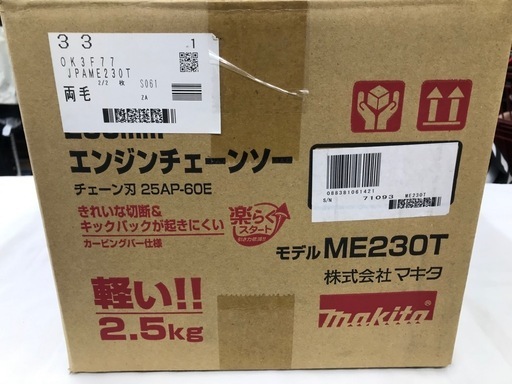 33
1
OK3F77
JPAME230T
2/2 枚 S061
両毛
2A
エンジンチェーンソー
チェーン刃 25AP-60E
きれいな切断&
キックバックが起きにくい
カービングバー仕様
楽らく
スタート
088381061421
S/N 71093 ME230T
モデル ME230T
株式会社 マキタ
軽い!!
2.5kg
makita